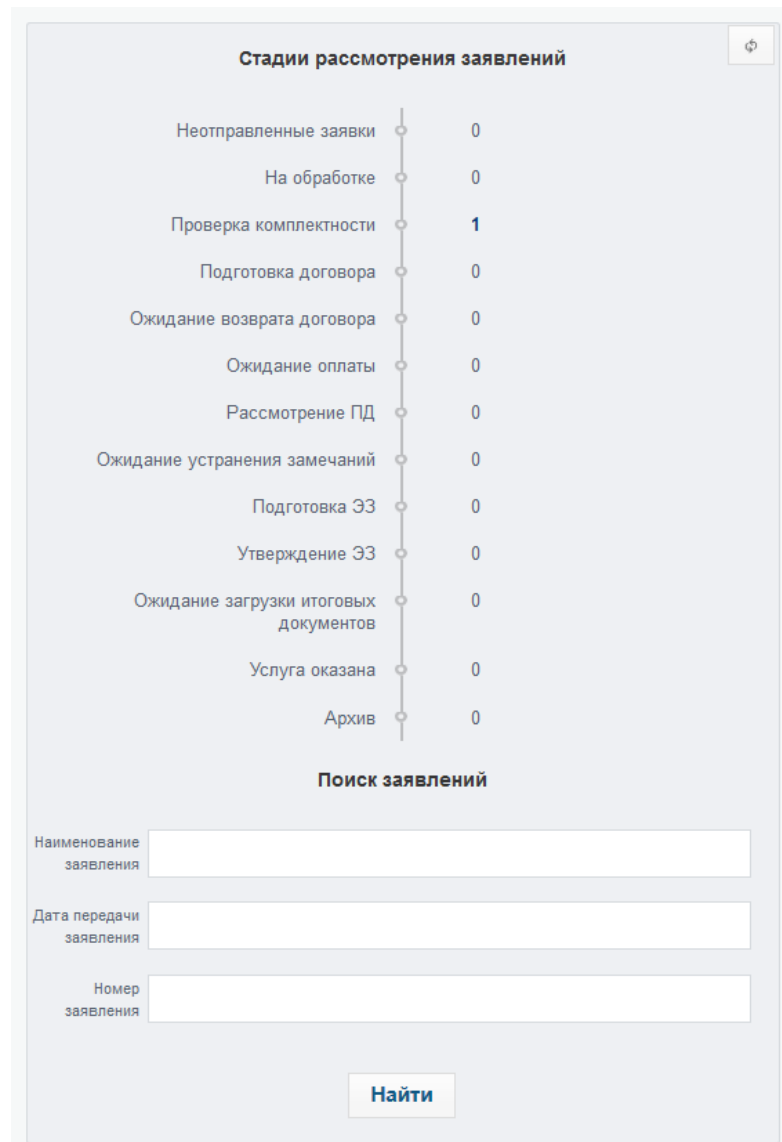 Стадии рассмотрения заявлений
Неотправленные заявки 0
На обработке 0
Проверка комплектности 1
Подготовка договора 0
Ожидание возврата договора 0
Ожидание оплаты 0
Рассмотрение ПД 0
Ожидание устранения замечаний 0
Подготовка ЭЗ 0
Утверждение ЭЗ 0
Ожидание загрузки итоговых 0
документов
Услуга оказана 0
Архив 0
Поиск заявлений
Наименование
заявления
Дата передачи
заявления
Номер
заявления
Найти